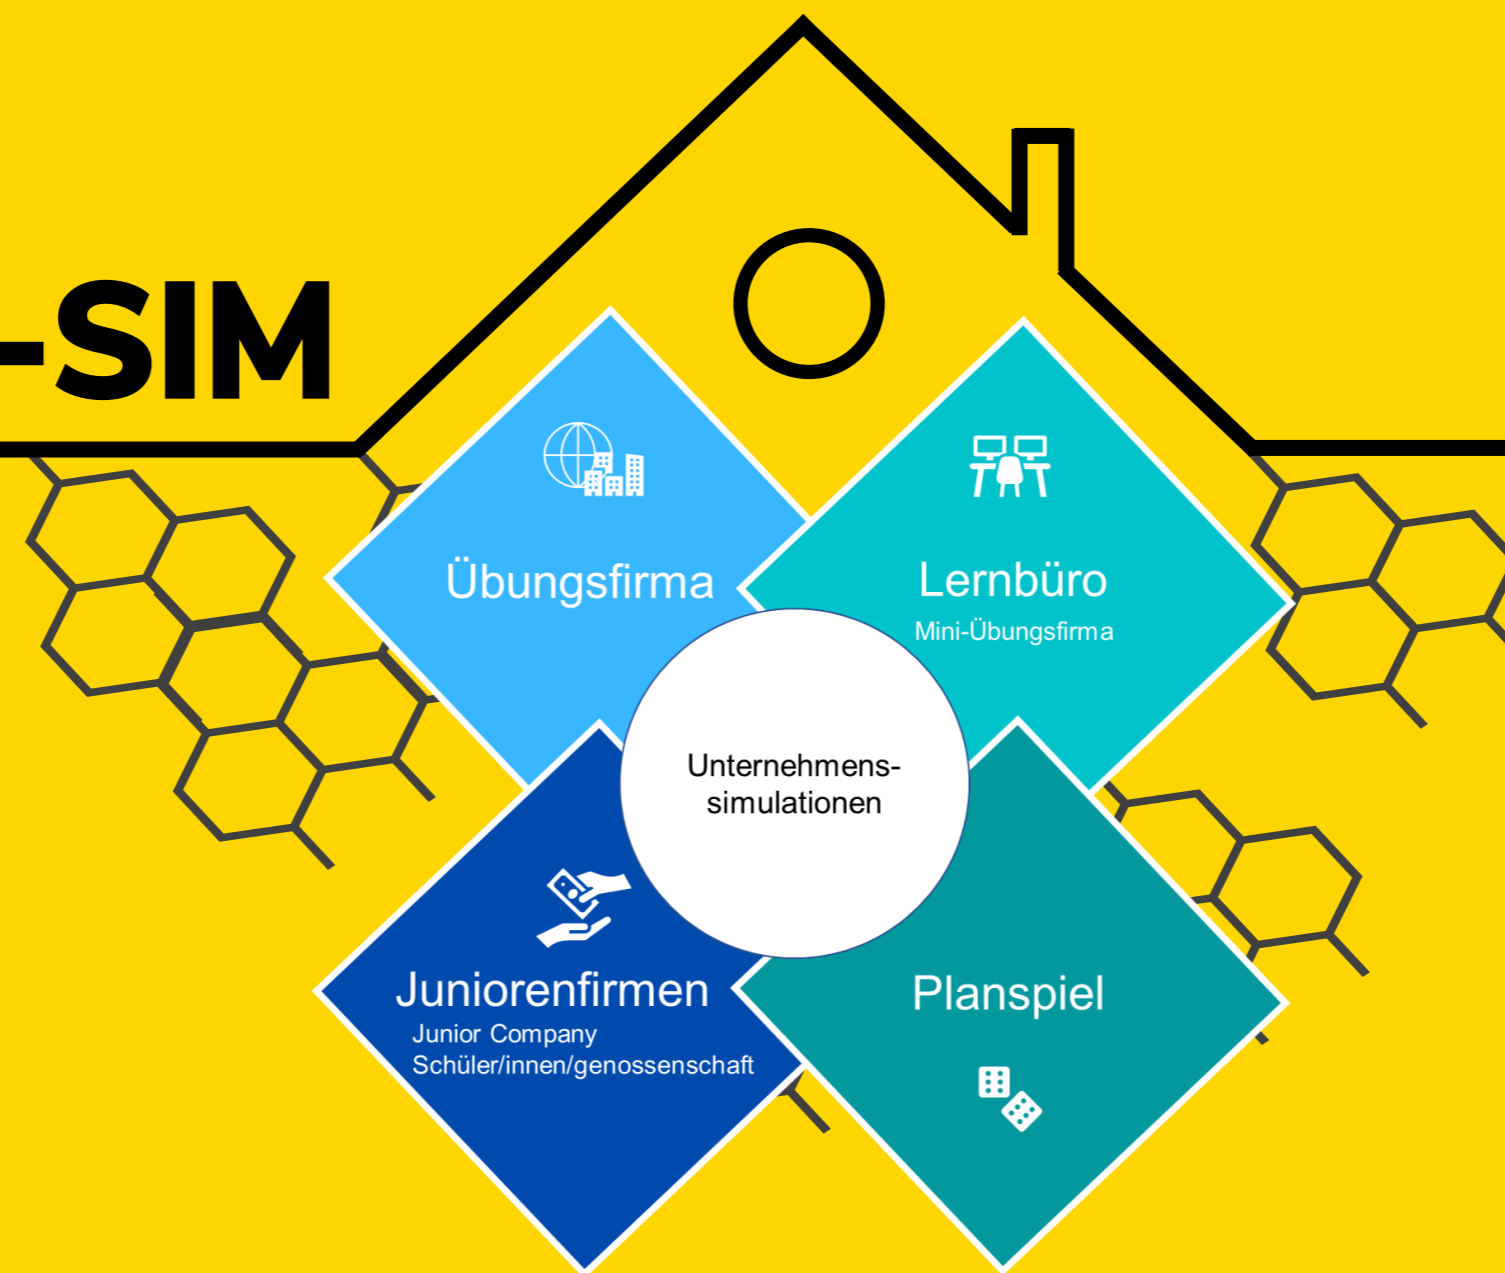 -SIM
Übungsfirma
Lernbüro
Mini-Übungsfirma
Unternehmens-
simulationen
Juniorenfirmen
Junior Company
Schüler/innen/genossenschaft
Planspiel